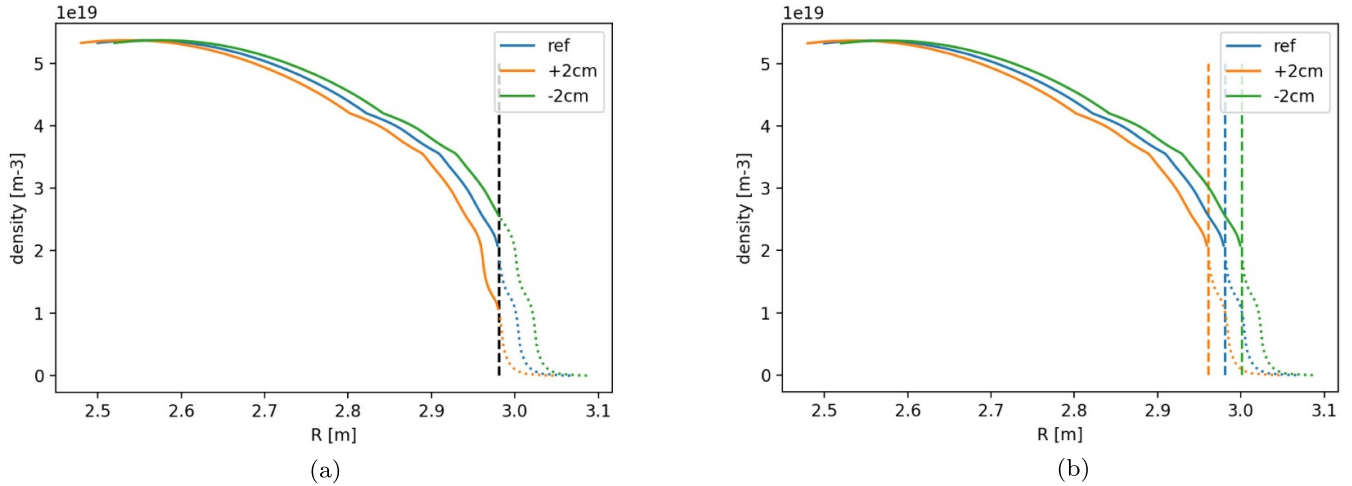 1e19
ref
+2cm
-2cm
5
4
3
2
1
0
density [m-3]
2.5 2.6 2.7 2.8 2.9 3.0 3.1
R [m]
(a)
1e19
ref
+2cm
-2cm
5
4
3
2
1
0
density [m-3]
2.5 2.6 2.7 2.8 2.9 3.0 3.1
R [m]
(b)